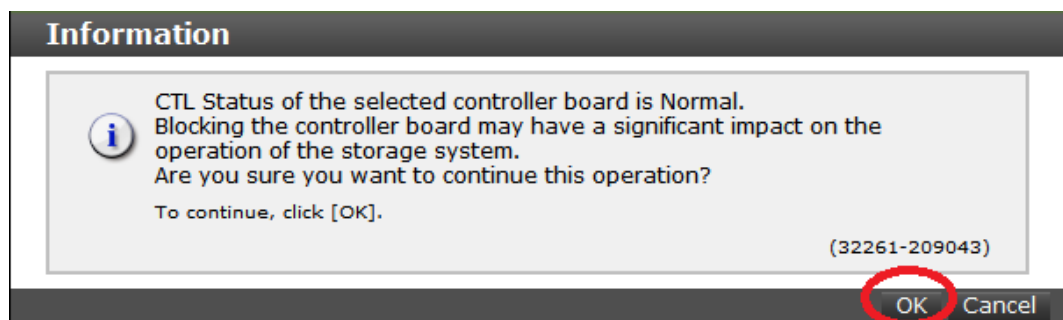 Information
CTL Status of the selected controller board is Normal.
Blocking the controller board may have a significant impact on the
operation of the storage system.
Are you sure you want to continue this operation?
To continue, click [OK].
(32261-209043)
OK Cancel